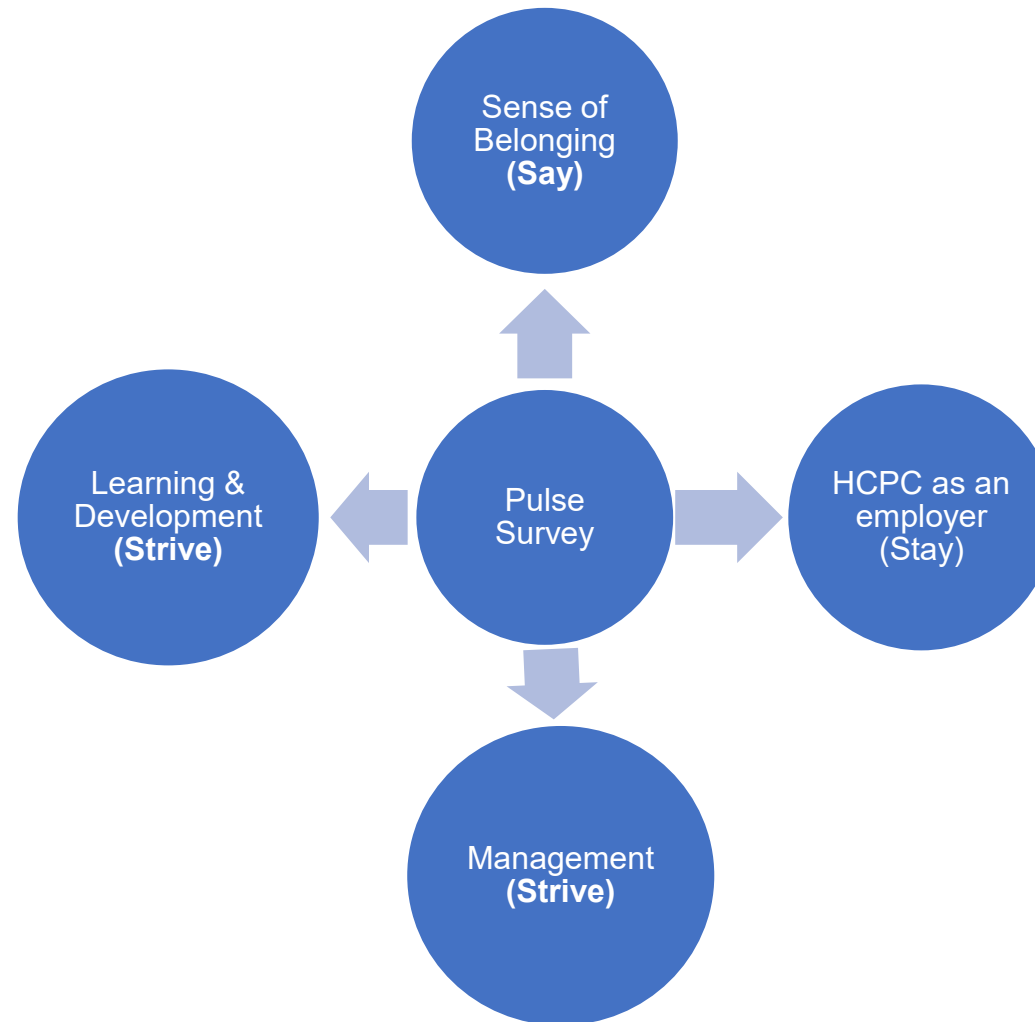 Sense of
Belonging
(Say)
Learning &
Development
(Strive)
Pulse
Survey
HCPC as an
employer
(Stay)
Management
(Strive)